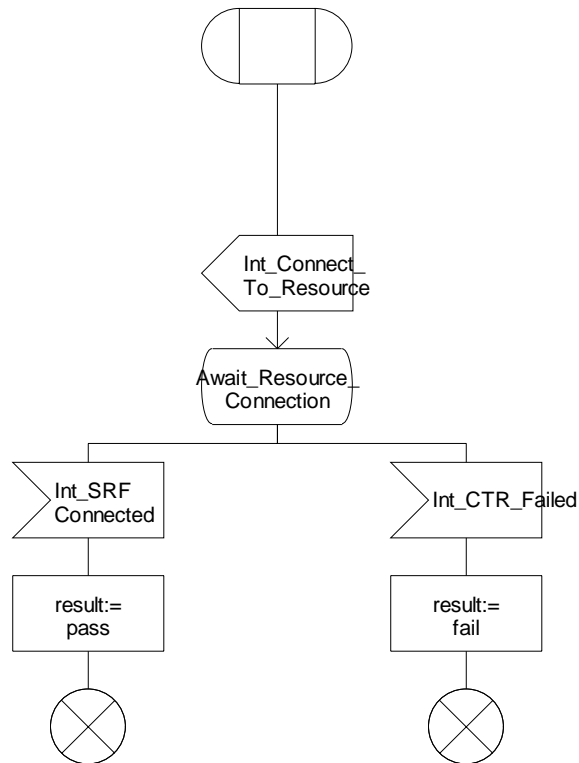 Int_Connect_
To_Resource
Await_Resource_
Connection
Int_SRF
Connected
Int_CTR_Failed
result:=
pass
result:=
fail